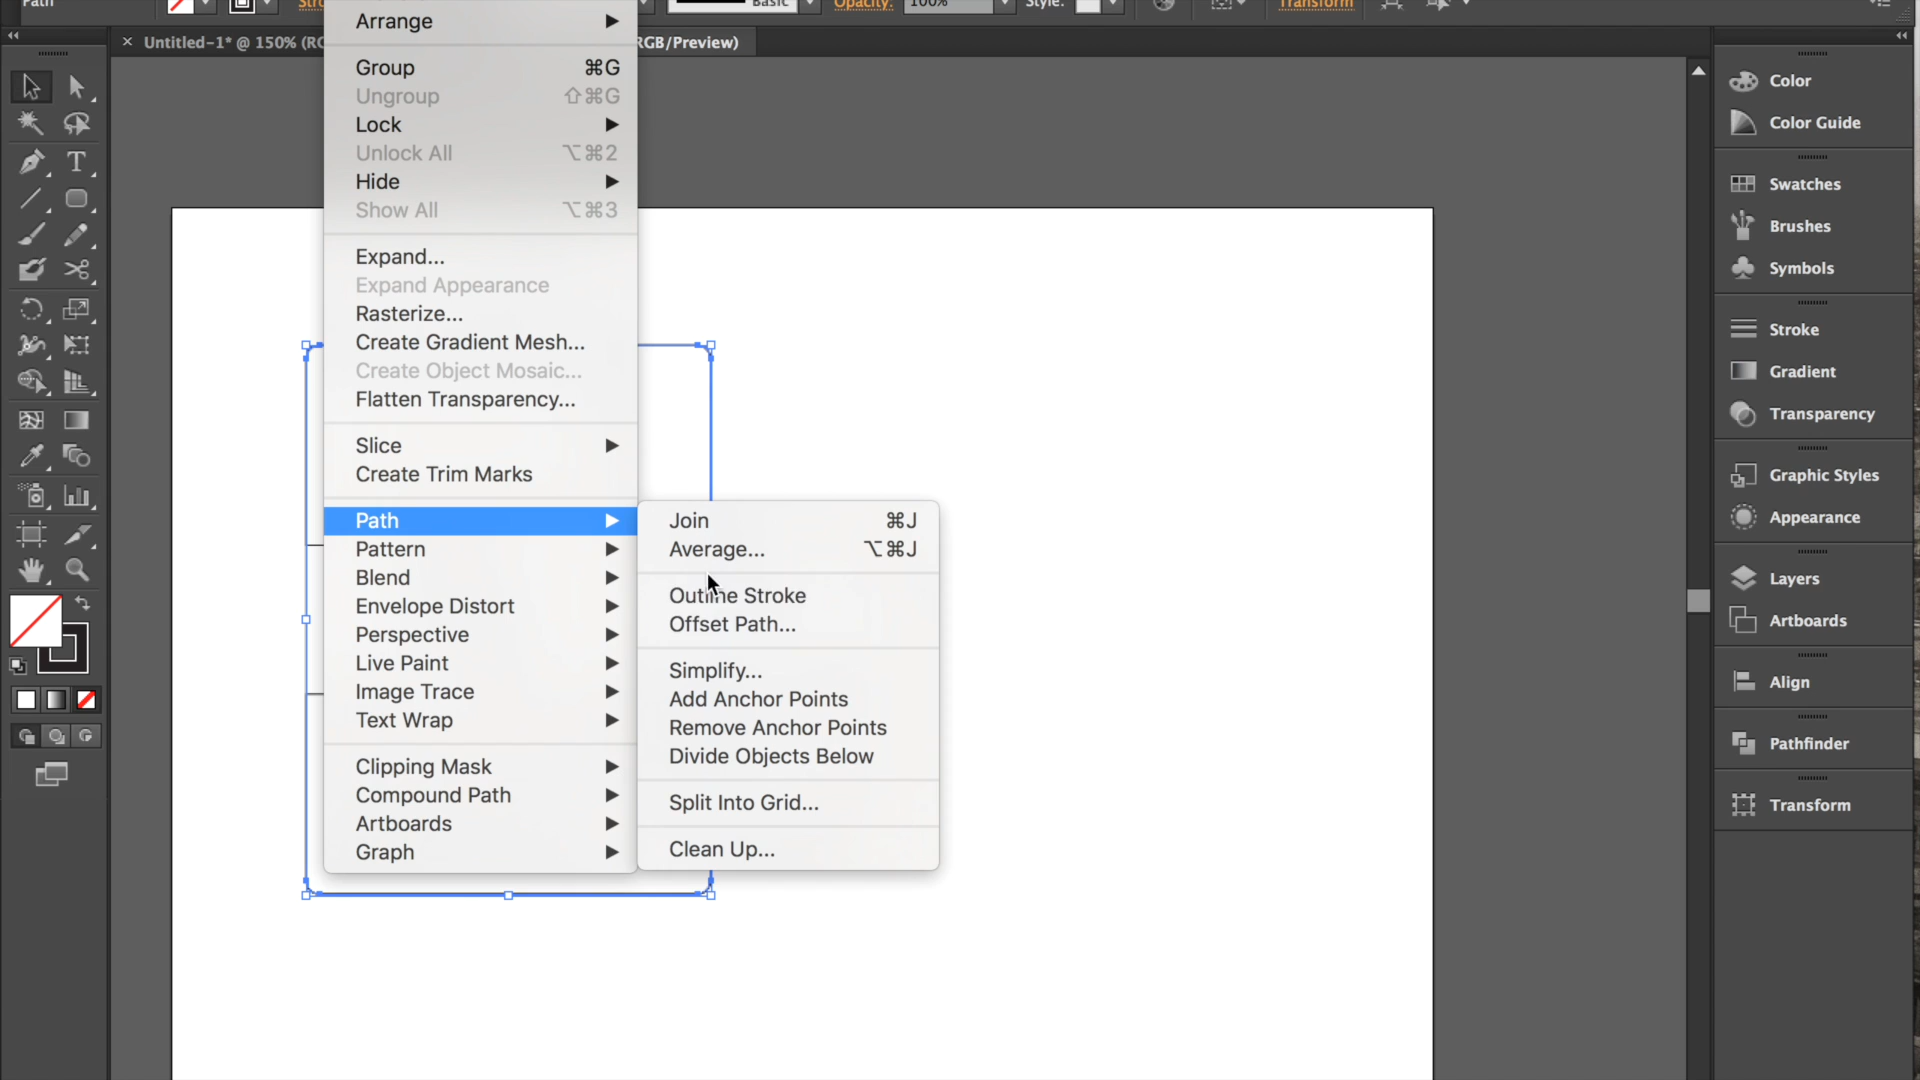 Path
Basic
Opacity:
100%
Style:
Transform
Untitled-1* @ 150% (RG
RGB/Preview)
Arrange
Group ⌘G
Ungroup ⇧⌘G
Lock
Unlock All ⌥⌘2
Hide
Show All ⌥⌘3
Expand...
Expand Appearance
Rasterize...
Create Gradient Mesh...
Create Object Mosaic...
Flatten Transparency...
Slice
Create Trim Marks
Path
Pattern
Blend
Envelope Distort
Perspective
Live Paint
Image Trace
Text Wrap
Clipping Mask
Compound Path
Artboards
Graph
Join ⌘J
Average... ⌥⌘J
Outline Stroke
Offset Path...
Simplify...
Add Anchor Points
Remove Anchor Points
Divide Objects Below
Split Into Grid...
Clean Up...
Color
Color Guide
Swatches
Brushes
Symbols
Stroke
Gradient
Transparency
Graphic Styles
Appearance
Layers
Artboards
Align
Pathfinder
Transform